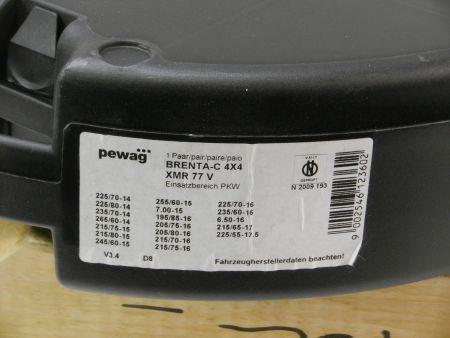 pewag
1 Paar/pair/paire/paio
BRENTA-C 4X4
XMR 77 V
Einsatzbereich PKW
N 2009 193
225/70-14
225/80-14
235/70-14
265/60-14
215/75-15
215/80-15
245/60-15
255/60-15
7.00-15
195/85-16
205/75-16
205/80-16
215/70-16
215/75-16
225/70-16
235/60-16
6.50-16
215/65-17
225/55-17.5
V3.4 D8
Fahrzeugherstellerdaten beachten!
9002546123602